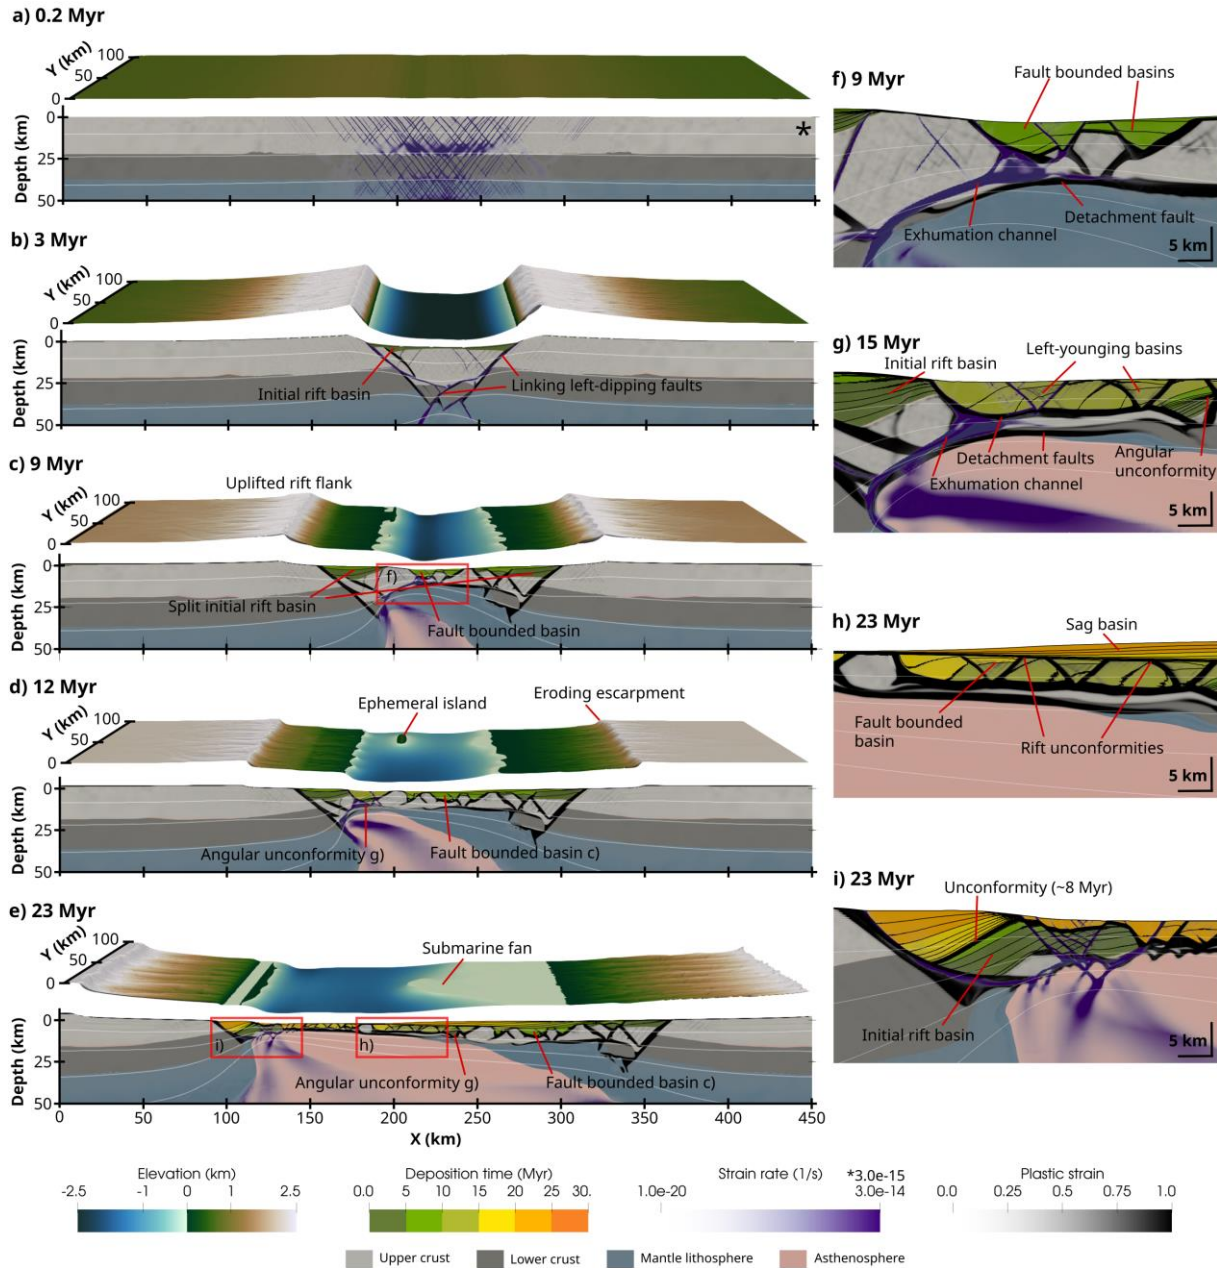 a) 0.2 Myr
Y (km)
100
50
0
0
25
50
Depth (km)
*
b) 3 Myr
Y (km)
100
50
0
0
25
50
Depth (km)
Initial rift basin
Linking left-dipping faults
c) 9 Myr
Uplifted rift flank
Y (km)
100
50
0
0
25
50
Depth (km)
f)
Split initial rift basin
Fault bounded basin
d) 12 Myr
Ephemeral island
Eroding escarpment
Y (km)
100
50
0
0
25
50
Depth (km)
Angular unconformity g)
Fault bounded basin c)
e) 23 Myr
Submarine fan
Y (km)
100
50
0
0
25
50
Depth (km)
i)
h)
Angular unconformity g)
Fault bounded basin c)
0 50 100 150 200 250 300 350 400 450
X (km)
f) 9 Myr
Fault bounded basins
Exhumation channel
Detachment fault
5 km
g) 15 Myr
Left-younging basins
Initial rift basin
Detachment faults
Exhumation channel
Angular
unconformity
5 km
h) 23 Myr
Sag basin
Fault bounded
basin
Rift unconformities
5 km
i) 23 Myr
Unconformity (~8 Myr)
Initial rift basin
5 km
Elevation (km)
-2.5 -1 0 1 2.5
Deposition time (Myr)
0.0 5 10 15 20 25 30.
Strain rate (1/s) *3.0e-15
1.0e-20 3.0e-14
Plastic strain
0.0 0.25 0.5 0.75 1.0
Upper crust Lower crust Mantle lithosphere Asthenosphere